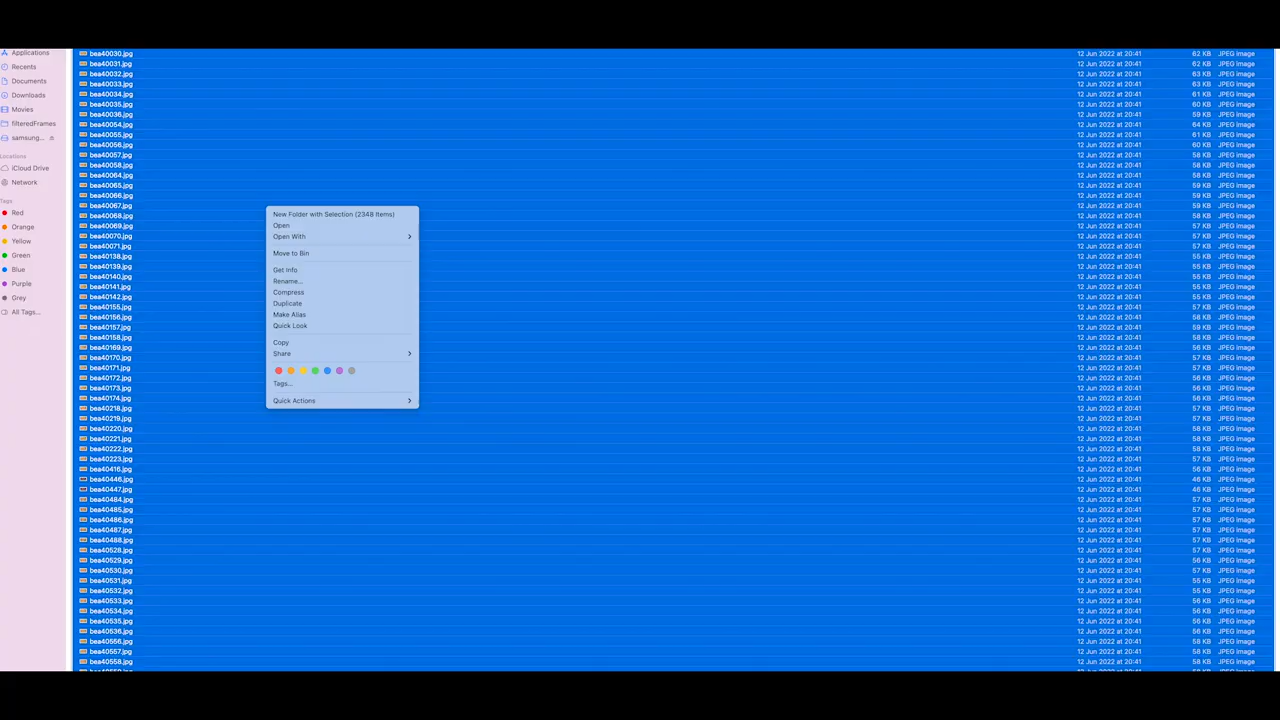 Applications
Recents
Documents
Downloads
Movies
filteredFrames
samsung...
Locations
iCloud Drive
Network
Tags
Red
Orange
Yellow
Green
Blue
Purple
Grey
All Tags...
bea40030.jpg 12 Jun 2022 at 20:41 62 KB JPEG image
bea40031.jpg 12 Jun 2022 at 20:41 62 KB JPEG image
bea40032.jpg 12 Jun 2022 at 20:41 63 KB JPEG image
bea40033.jpg 12 Jun 2022 at 20:41 63 KB JPEG image
bea40034.jpg 12 Jun 2022 at 20:41 61 KB JPEG image
bea40035.jpg 12 Jun 2022 at 20:41 60 KB JPEG image
bea40036.jpg 12 Jun 2022 at 20:41 59 KB JPEG image
bea40054.jpg 12 Jun 2022 at 20:41 64 KB JPEG image
bea40055.jpg 12 Jun 2022 at 20:41 61 KB JPEG image
bea40056.jpg 12 Jun 2022 at 20:41 60 KB JPEG image
bea40057.jpg 12 Jun 2022 at 20:41 58 KB JPEG image
bea40058.jpg 12 Jun 2022 at 20:41 58 KB JPEG image
bea40064.jpg 12 Jun 2022 at 20:41 58 KB JPEG image
bea40065.jpg 12 Jun 2022 at 20:41 59 KB JPEG image
bea40066.jpg 12 Jun 2022 at 20:41 59 KB JPEG image
bea40067.jpg 12 Jun 2022 at 20:41 59 KB JPEG image
bea40068.jpg 12 Jun 2022 at 20:41 58 KB JPEG image
bea40069.jpg 12 Jun 2022 at 20:41 57 KB JPEG image
bea40070.jpg 12 Jun 2022 at 20:41 57 KB JPEG image
bea40071.jpg 12 Jun 2022 at 20:41 57 KB JPEG image
bea40138.jpg 12 Jun 2022 at 20:41 57 KB JPEG image
bea40139.jpg 12 Jun 2022 at 20:41 56 KB JPEG image
bea40140.jpg 12 Jun 2022 at 20:41 55 KB JPEG image
bea40141.jpg 12 Jun 2022 at 20:41 55 KB JPEG image
bea40142.jpg 12 Jun 2022 at 20:41 55 KB JPEG image
bea40155.jpg 12 Jun 2022 at 20:41 57 KB JPEG image
bea40156.jpg 12 Jun 2022 at 20:41 58 KB JPEG image
bea40157.jpg 12 Jun 2022 at 20:41 59 KB JPEG image
bea40158.jpg 12 Jun 2022 at 20:41 58 KB JPEG image
bea40169.jpg 12 Jun 2022 at 20:41 56 KB JPEG image
bea40170.jpg 12 Jun 2022 at 20:41 57 KB JPEG image
bea40171.jpg 12 Jun 2022 at 20:41 57 KB JPEG image
bea40172.jpg 12 Jun 2022 at 20:41 56 KB JPEG image
bea40173.jpg 12 Jun 2022 at 20:41 56 KB JPEG image
bea40174.jpg 12 Jun 2022 at 20:41 56 KB JPEG image
bea40218.jpg 12 Jun 2022 at 20:41 57 KB JPEG image
bea40219.jpg 12 Jun 2022 at 20:41 57 KB JPEG image
bea40220.jpg 12 Jun 2022 at 20:41 58 KB JPEG image
bea40221.jpg 12 Jun 2022 at 20:41 58 KB JPEG image
bea40222.jpg 12 Jun 2022 at 20:41 58 KB JPEG image
bea40223.jpg 12 Jun 2022 at 20:41 57 KB JPEG image
bea40416.jpg 12 Jun 2022 at 20:41 56 KB JPEG image
bea40446.jpg 12 Jun 2022 at 20:41 46 KB JPEG image
bea40447.jpg 12 Jun 2022 at 20:41 46 KB JPEG image
bea40484.jpg 12 Jun 2022 at 20:41 57 KB JPEG image
bea40485.jpg 12 Jun 2022 at 20:41 57 KB JPEG image
bea40486.jpg 12 Jun 2022 at 20:41 57 KB JPEG image
bea40487.jpg 12 Jun 2022 at 20:41 57 KB JPEG image
bea40488.jpg 12 Jun 2022 at 20:41 56 KB JPEG image
bea40528.jpg 12 Jun 2022 at 20:41 57 KB JPEG image
bea40529.jpg 12 Jun 2022 at 20:41 56 KB JPEG image
bea40530.jpg 12 Jun 2022 at 20:41 57 KB JPEG image
bea40531.jpg 12 Jun 2022 at 20:41 55 KB JPEG image
bea40532.jpg 12 Jun 2022 at 20:41 55 KB JPEG image
bea40533.jpg 12 Jun 2022 at 20:41 56 KB JPEG image
bea40534.jpg 12 Jun 2022 at 20:41 56 KB JPEG image
bea40535.jpg 12 Jun 2022 at 20:41 56 KB JPEG image
bea40536.jpg 12 Jun 2022 at 20:41 56 KB JPEG image
bea40556.jpg 12 Jun 2022 at 20:41 57 KB JPEG image
bea40557.jpg 12 Jun 2022 at 20:41 58 KB JPEG image
bea40558.jpg 12 Jun 2022 at 20:41 58 KB JPEG image
New Folder with Selection (2348 Items)
Open
Open With
Move to Bin
Get Info
Rename...
Compress
Duplicate
Make Alias
Quick Look
Copy
Share
Tags...
Quick Actions